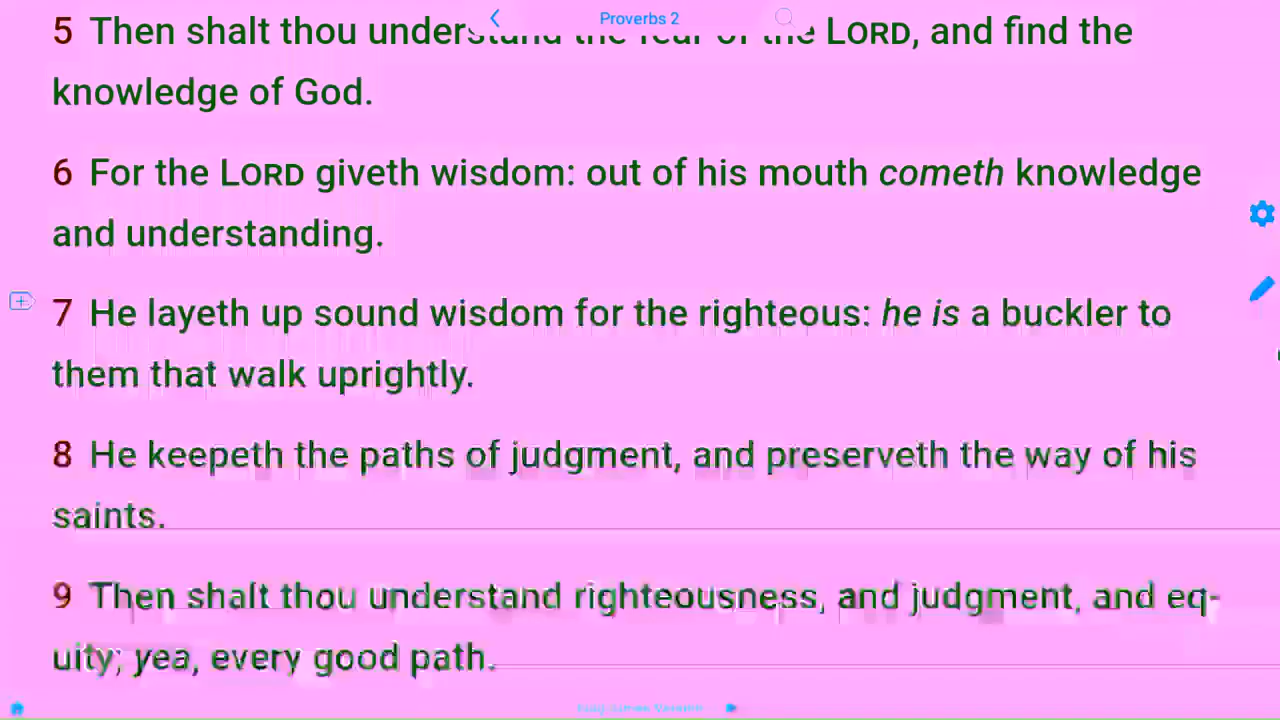 Proverbs 2
5 Then shalt thou understand the fear of the LORD, and find the
knowledge of God.
6 For the LORD giveth wisdom: out of his mouth cometh knowledge
and understanding.
7 He layeth up sound wisdom for the righteous: he is a buckler to
them that walk uprightly.
8 He keepeth the paths of judgment, and preserveth the way of his
saints.
9 Then shalt thou understand righteousness, and judgment, and eq-
uity; yea, every good path.
King James Version